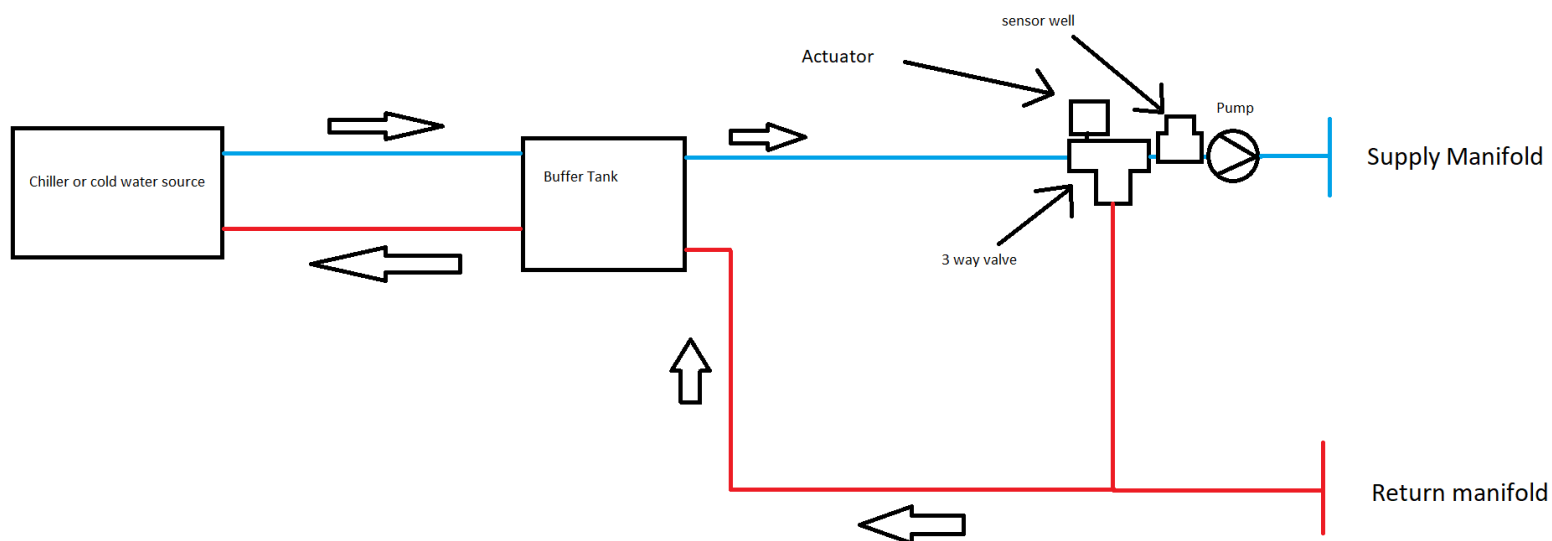 sensor well
Actuator
Pump
Chiller or cold water source
Buffer Tank
Supply Manifold
3 way valve
Return manifold